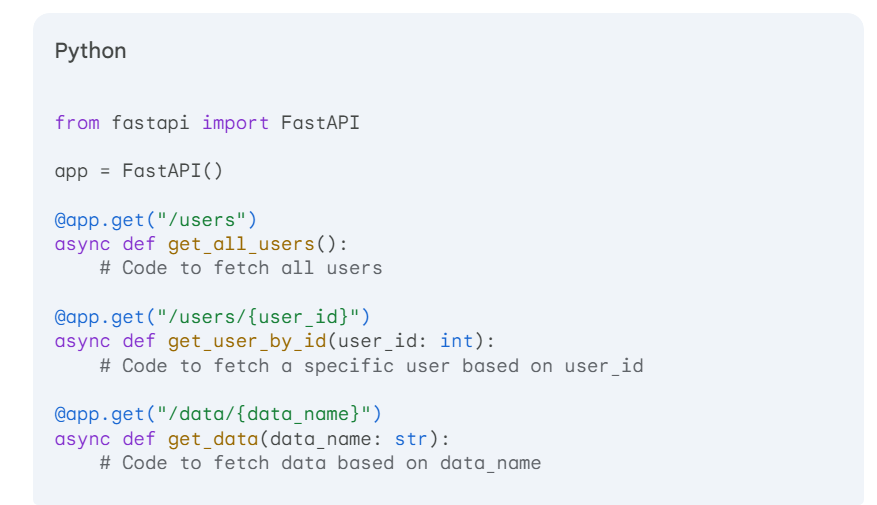 Python
from fastapi import FastAPI
app = FastAPI()
@app.get("/users")
async def get_all_users():
    # Code to fetch all users
@app.get("/users/{user_id}")
async def get_user_by_id(user_id: int):
    # Code to fetch a specific user based on user_id
@app.get("/data/{data_name}")
async def get_data(data_name: str):
    # Code to fetch data based on data_name